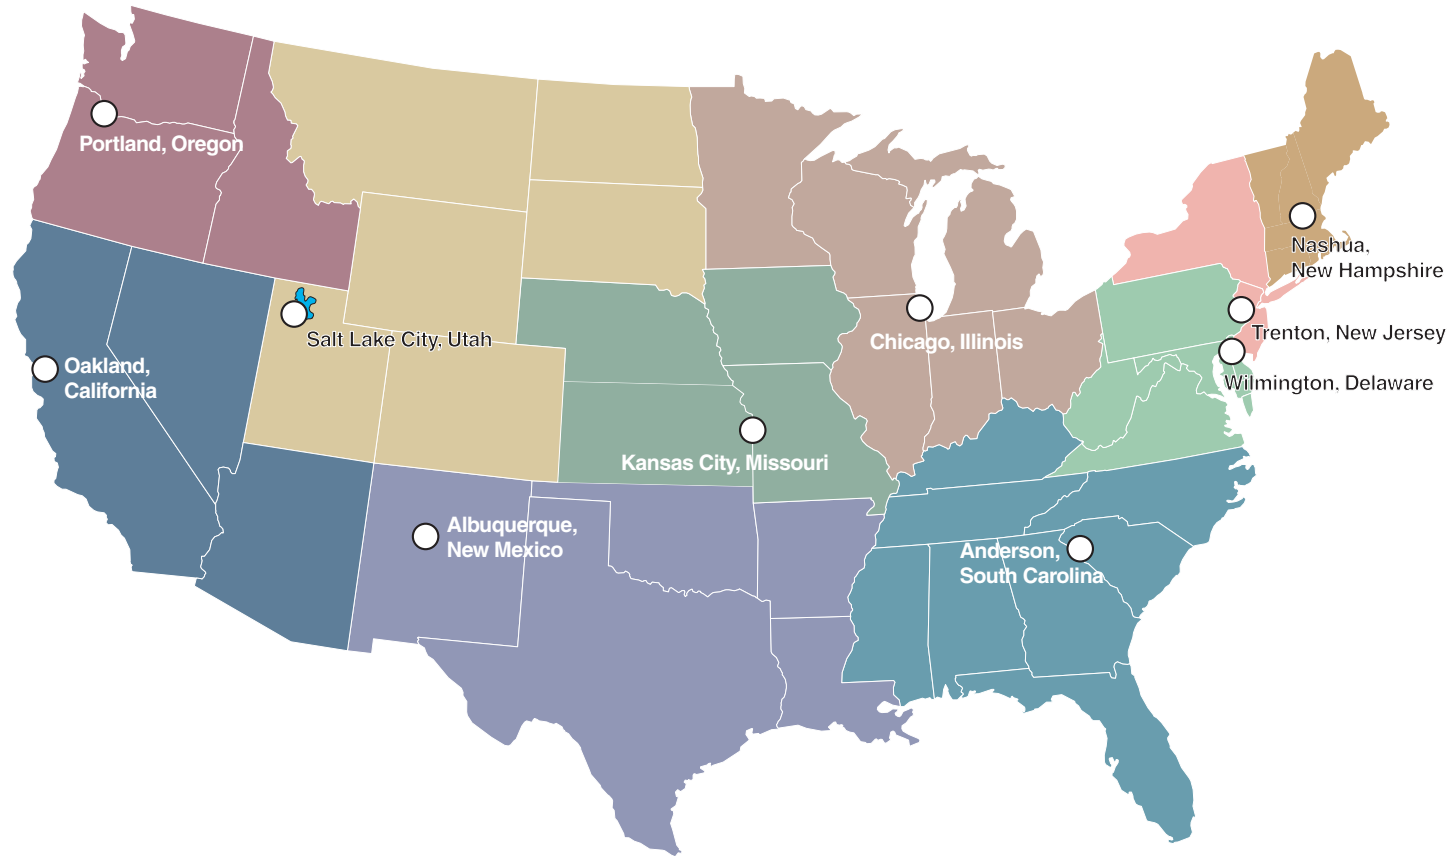 Portland, Oregon
Nashua,
New Hampshire
Salt Lake City, Utah
Trenton, New Jersey
Chicago, Illinois
Oakland,
California
Wilmington, Delaware
Kansas City, Missouri
Albuquerque,
New Mexico
Anderson,
South Carolina